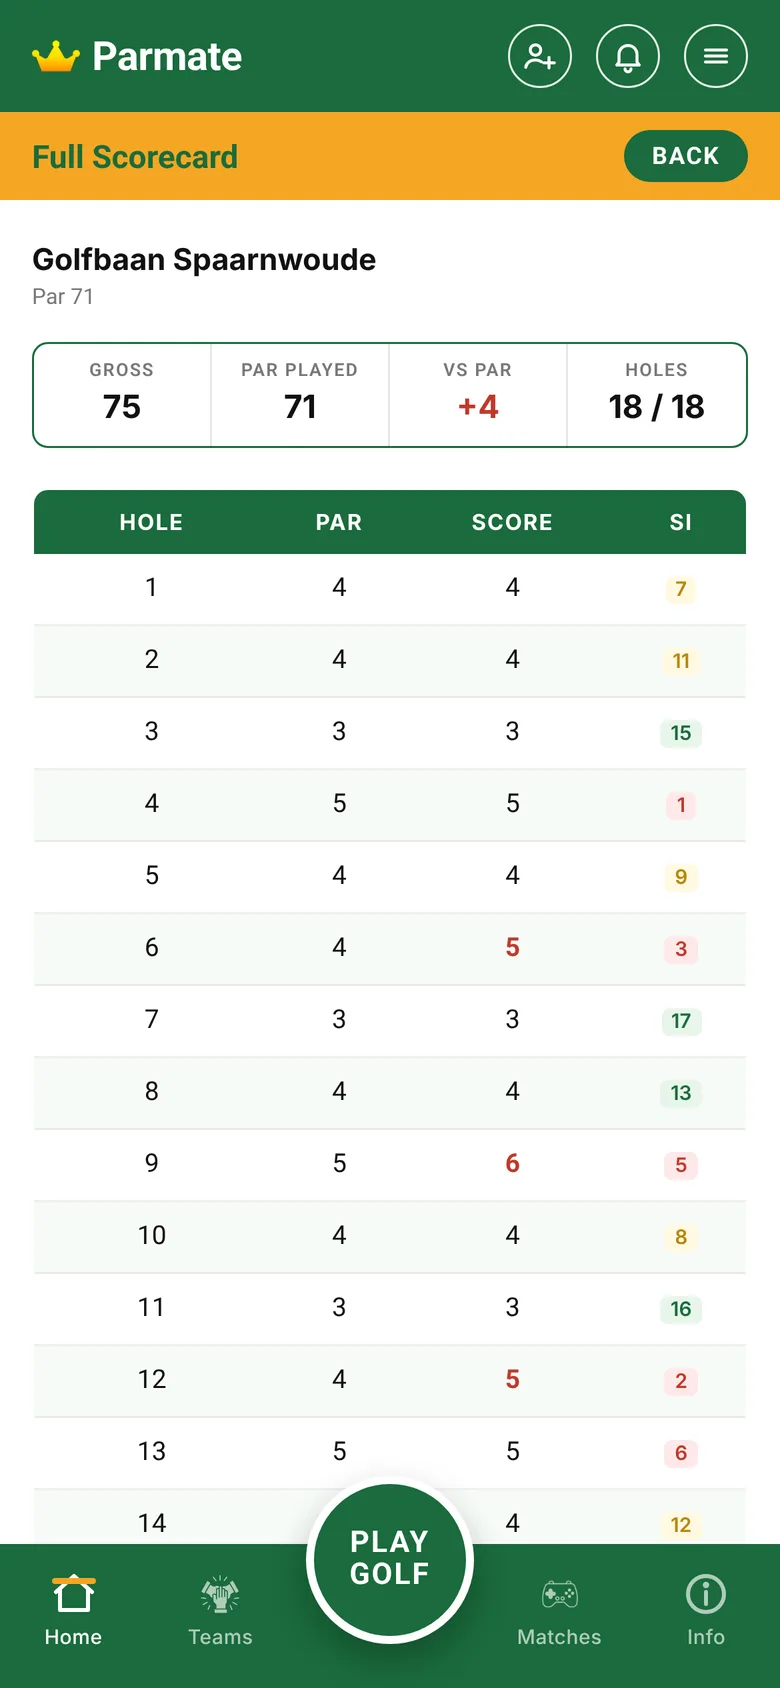 Parmate
Full Scorecard
BACK
Golfbaan Spaarnwoude
Par 71
GROSS PAR PLAYED VS PAR HOLES
75 71 +4 18 / 18
HOLE PAR SCORE SI
1 4 4 7
2 4 4 11
3 3 3 15
4 5 5 1
5 4 4 9
6 4 5 3
7 3 3 17
8 4 4 13
9 5 6 5
10 4 4 8
11 3 3 16
12 4 5 2
13 5 5 6
14 4 12
PLAY
GOLF
Home Teams Matches Info